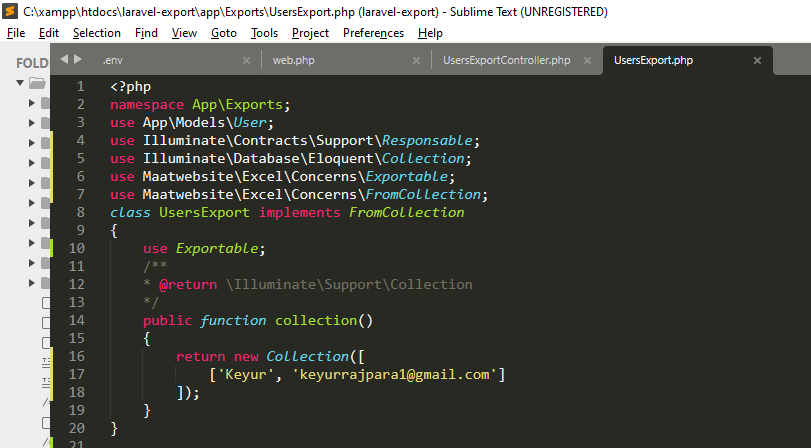 C:\xampp\htdocs\laravel-export\app\Exports\UsersExport.php (laravel-export) - Sublime Text (UNREGISTERED)
File Edit Selection Find View Goto Tools Project Preferences Help
FOLD .env × web.php × UsersExportController.php × UsersExport.php ×
1 <?php
2 namespace App\Exports;
3 use App\Models\User;
4 use Illuminate\Contracts\Support\Responsable;
5 use Illuminate\Database\Eloquent\Collection;
6 use Maatwebsite\Excel\Concerns\Exportable;
7 use Maatwebsite\Excel\Concerns\FromCollection;
8 class UsersExport implements FromCollection
9 {
10 use Exportable;
11 /**
12 * @return \Illuminate\Support\Collection
13 */
14 public function collection()
15 {
16 return new Collection([
17 ['Keyur', 'keyurrajpara1@gmail.com']
18 ]);
19 }
20 }
21